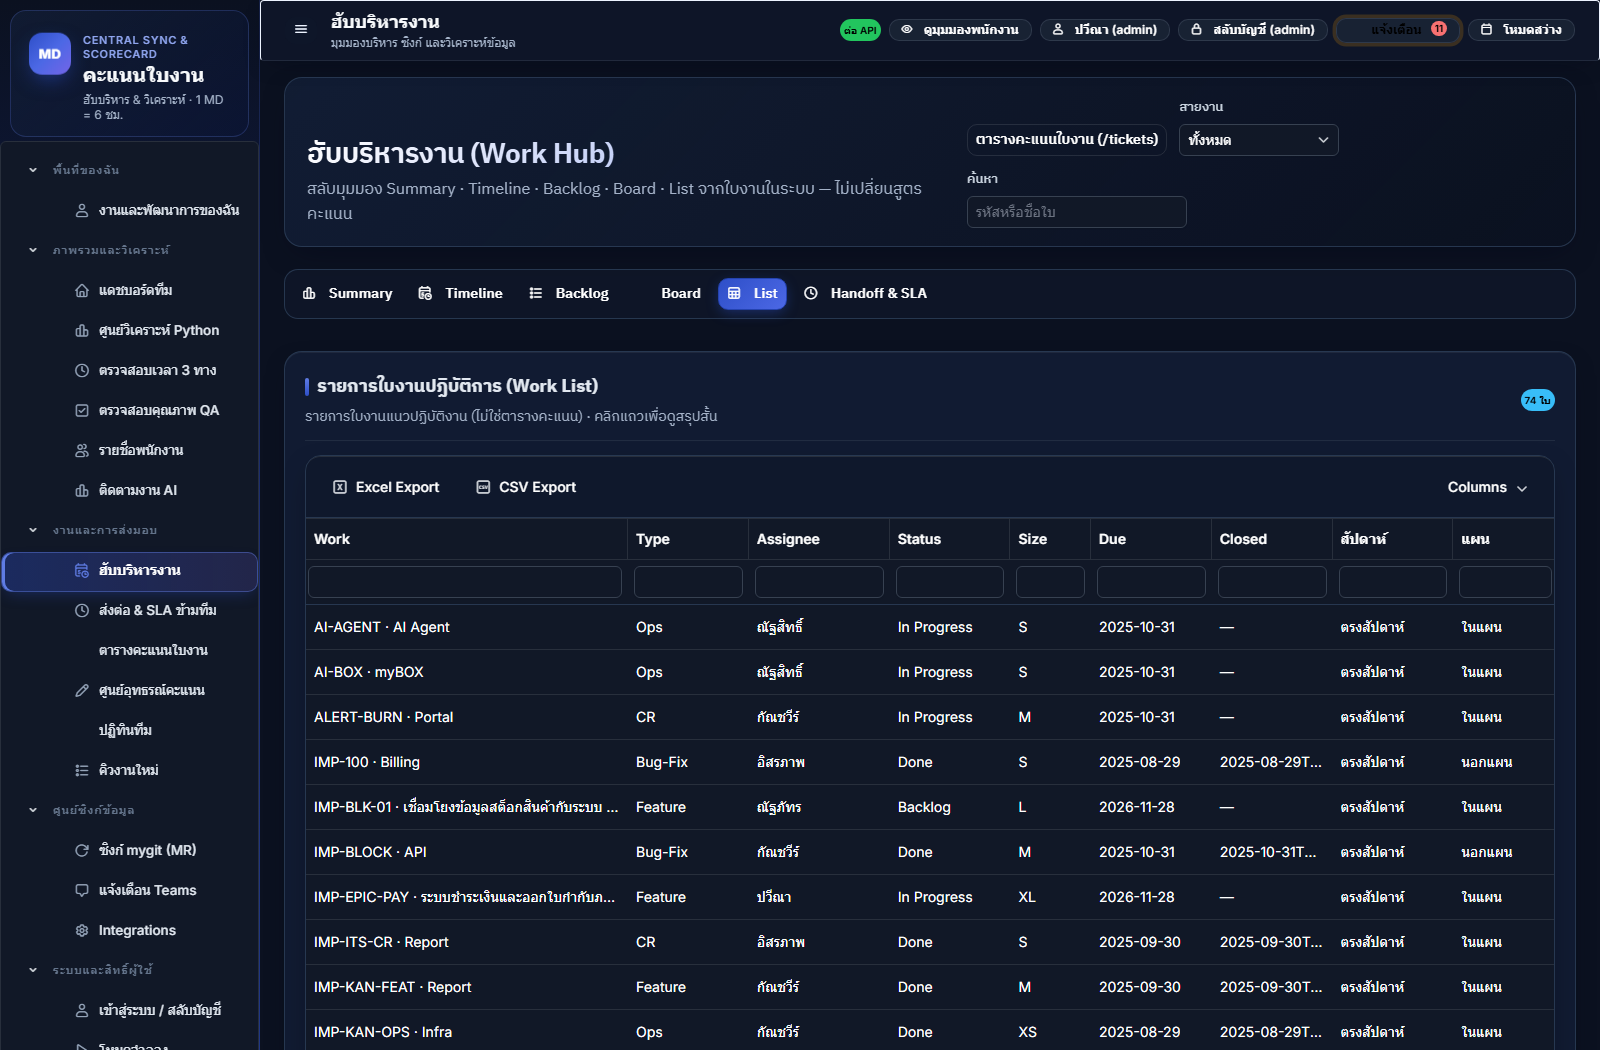 MD
CENTRAL SYNC &
SCORECARD
คะแนนใบงาน
ฮับบริหาร & วิเคราะห์ · 1 MD
= 6 ชม.
พื้นที่ของฉัน
งานและพัฒนาการของฉัน
ภาพรวมและวิเคราะห์
แดชบอร์ดทีม
ศูนย์วิเคราะห์ Python
ตรวจสอบเวลา 3 ทาง
ตรวจสอบคุณภาพ QA
รายชื่อพนักงาน
ติดตามงาน AI
งานและการส่งมอบ
ฮับบริหารงาน
ส่งต่อ & SLA ข้ามทีม
ตารางคะแนนใบงาน
ศูนย์อุทธรณ์คะแนน
ปฏิทินทีม
คิวงานใหม่
ศูนย์ซิงก์ข้อมูล
ซิงก์ mygit (MR)
แจ้งเตือน Teams
Integrations
ระบบและสิทธิ์ผู้ใช้
เข้าสู่ระบบ / สลับบัญชี
ฮับบริหารงาน
มุมมองบริหาร ซิงก์ และวิเคราะห์ข้อมูล
ต่อ API
ดูมุมมองพนักงาน
ปวีณา (admin)
สลับบัญชี (admin)
แจ้งเตือน 11
โหมดสว่าง
ฮับบริหารงาน (Work Hub)
สลับมุมมอง Summary · Timeline · Backlog · Board · List จากใบงานในระบบ — ไม่เปลี่ยนสูตร
คะแนน
ตารางคะแนนใบงาน (/tickets)
สายงาน
ทั้งหมด
ค้นหา
รหัสหรือชื่อใบ
Summary Timeline Backlog Board List Handoff & SLA
รายการใบงานปฏิบัติการ (Work List)
รายการใบงานแนวปฏิบัติงาน (ไม่ใช่ตารางคะแนน) · คลิกแถวเพื่อดูสรุปสั้น
74 ใบ
Excel Export CSV Export Columns
Work Type Assignee Status Size Due Closed สัปดาห์ แผน
AI-AGENT · AI Agent Ops ณัฐสิทธิ์ In Progress S 2025-10-31 — ตรงสัปดาห์ ในแผน
AI-BOX · myBOX Ops ณัฐสิทธิ์ In Progress S 2025-10-31 — ตรงสัปดาห์ ในแผน
ALERT-BURN · Portal CR กัณชวีร์ In Progress M 2025-10-31 — ตรงสัปดาห์ ในแผน
IMP-100 · Billing Bug-Fix อิสรภาพ Done S 2025-08-29 2025-08-29T... ตรงสัปดาห์ นอกแผน
IMP-BLK-01 · เชื่อมโยงข้อมูลสต็อกสินค้ากับระบบ ... Feature ณัฐภัทร Backlog L 2026-11-28 — ตรงสัปดาห์ ในแผน
IMP-BLOCK · API Bug-Fix กัณชวีร์ Done M 2025-10-31 2025-10-31T... ตรงสัปดาห์ นอกแผน
IMP-EPIC-PAY · ระบบชำระเงินและออกใบกำกับภ... Feature ปวีณา In Progress XL 2026-11-28 — ตรงสัปดาห์ ในแผน
IMP-ITS-CR · Report CR อิสรภาพ Done S 2025-09-30 2025-09-30T... ตรงสัปดาห์ ในแผน
IMP-KAN-FEAT · Report Feature กัณชวีร์ Done M 2025-09-30 2025-09-30T... ตรงสัปดาห์ ในแผน
IMP-KAN-OPS · Infra Ops กัณชวีร์ Done XS 2025-08-29 2025-08-29T... ตรงสัปดาห์ ในแผน